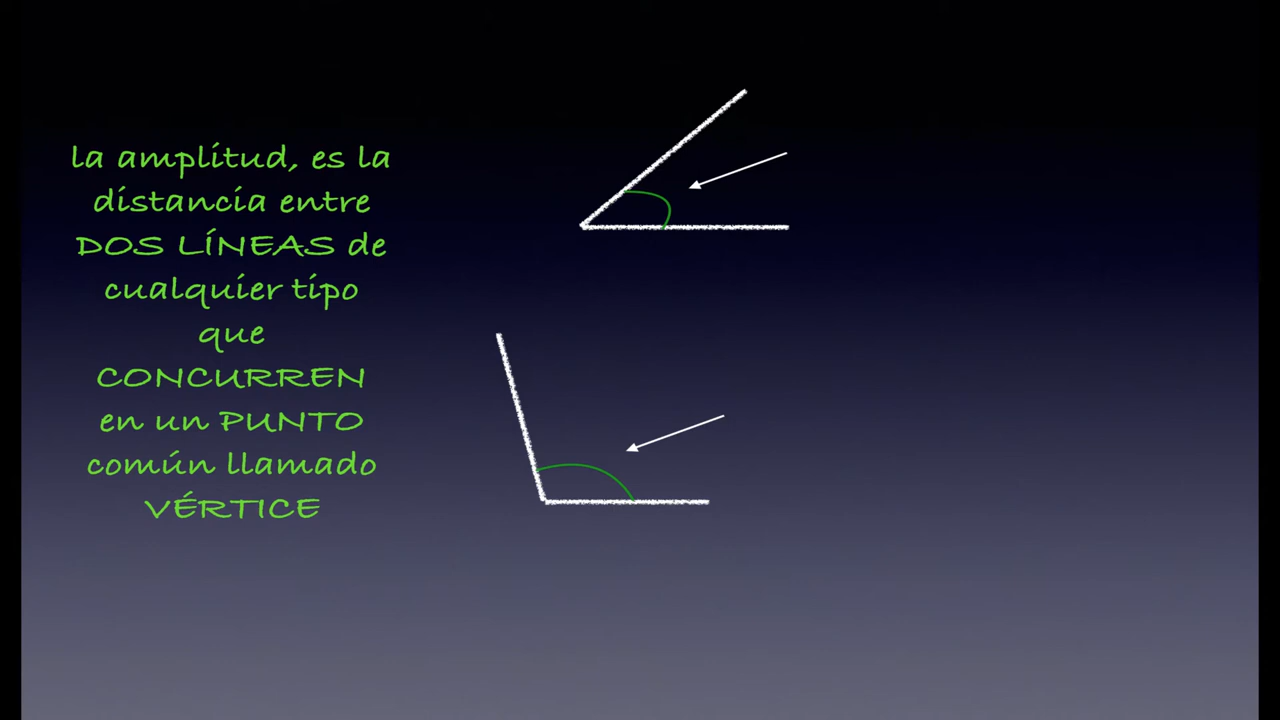 la amplitud, es la
distancia entre
DOS LÍNEAS de
cualquier tipo
que
CONCURREN
en un PUNTO
común llamado
VÉRTICE